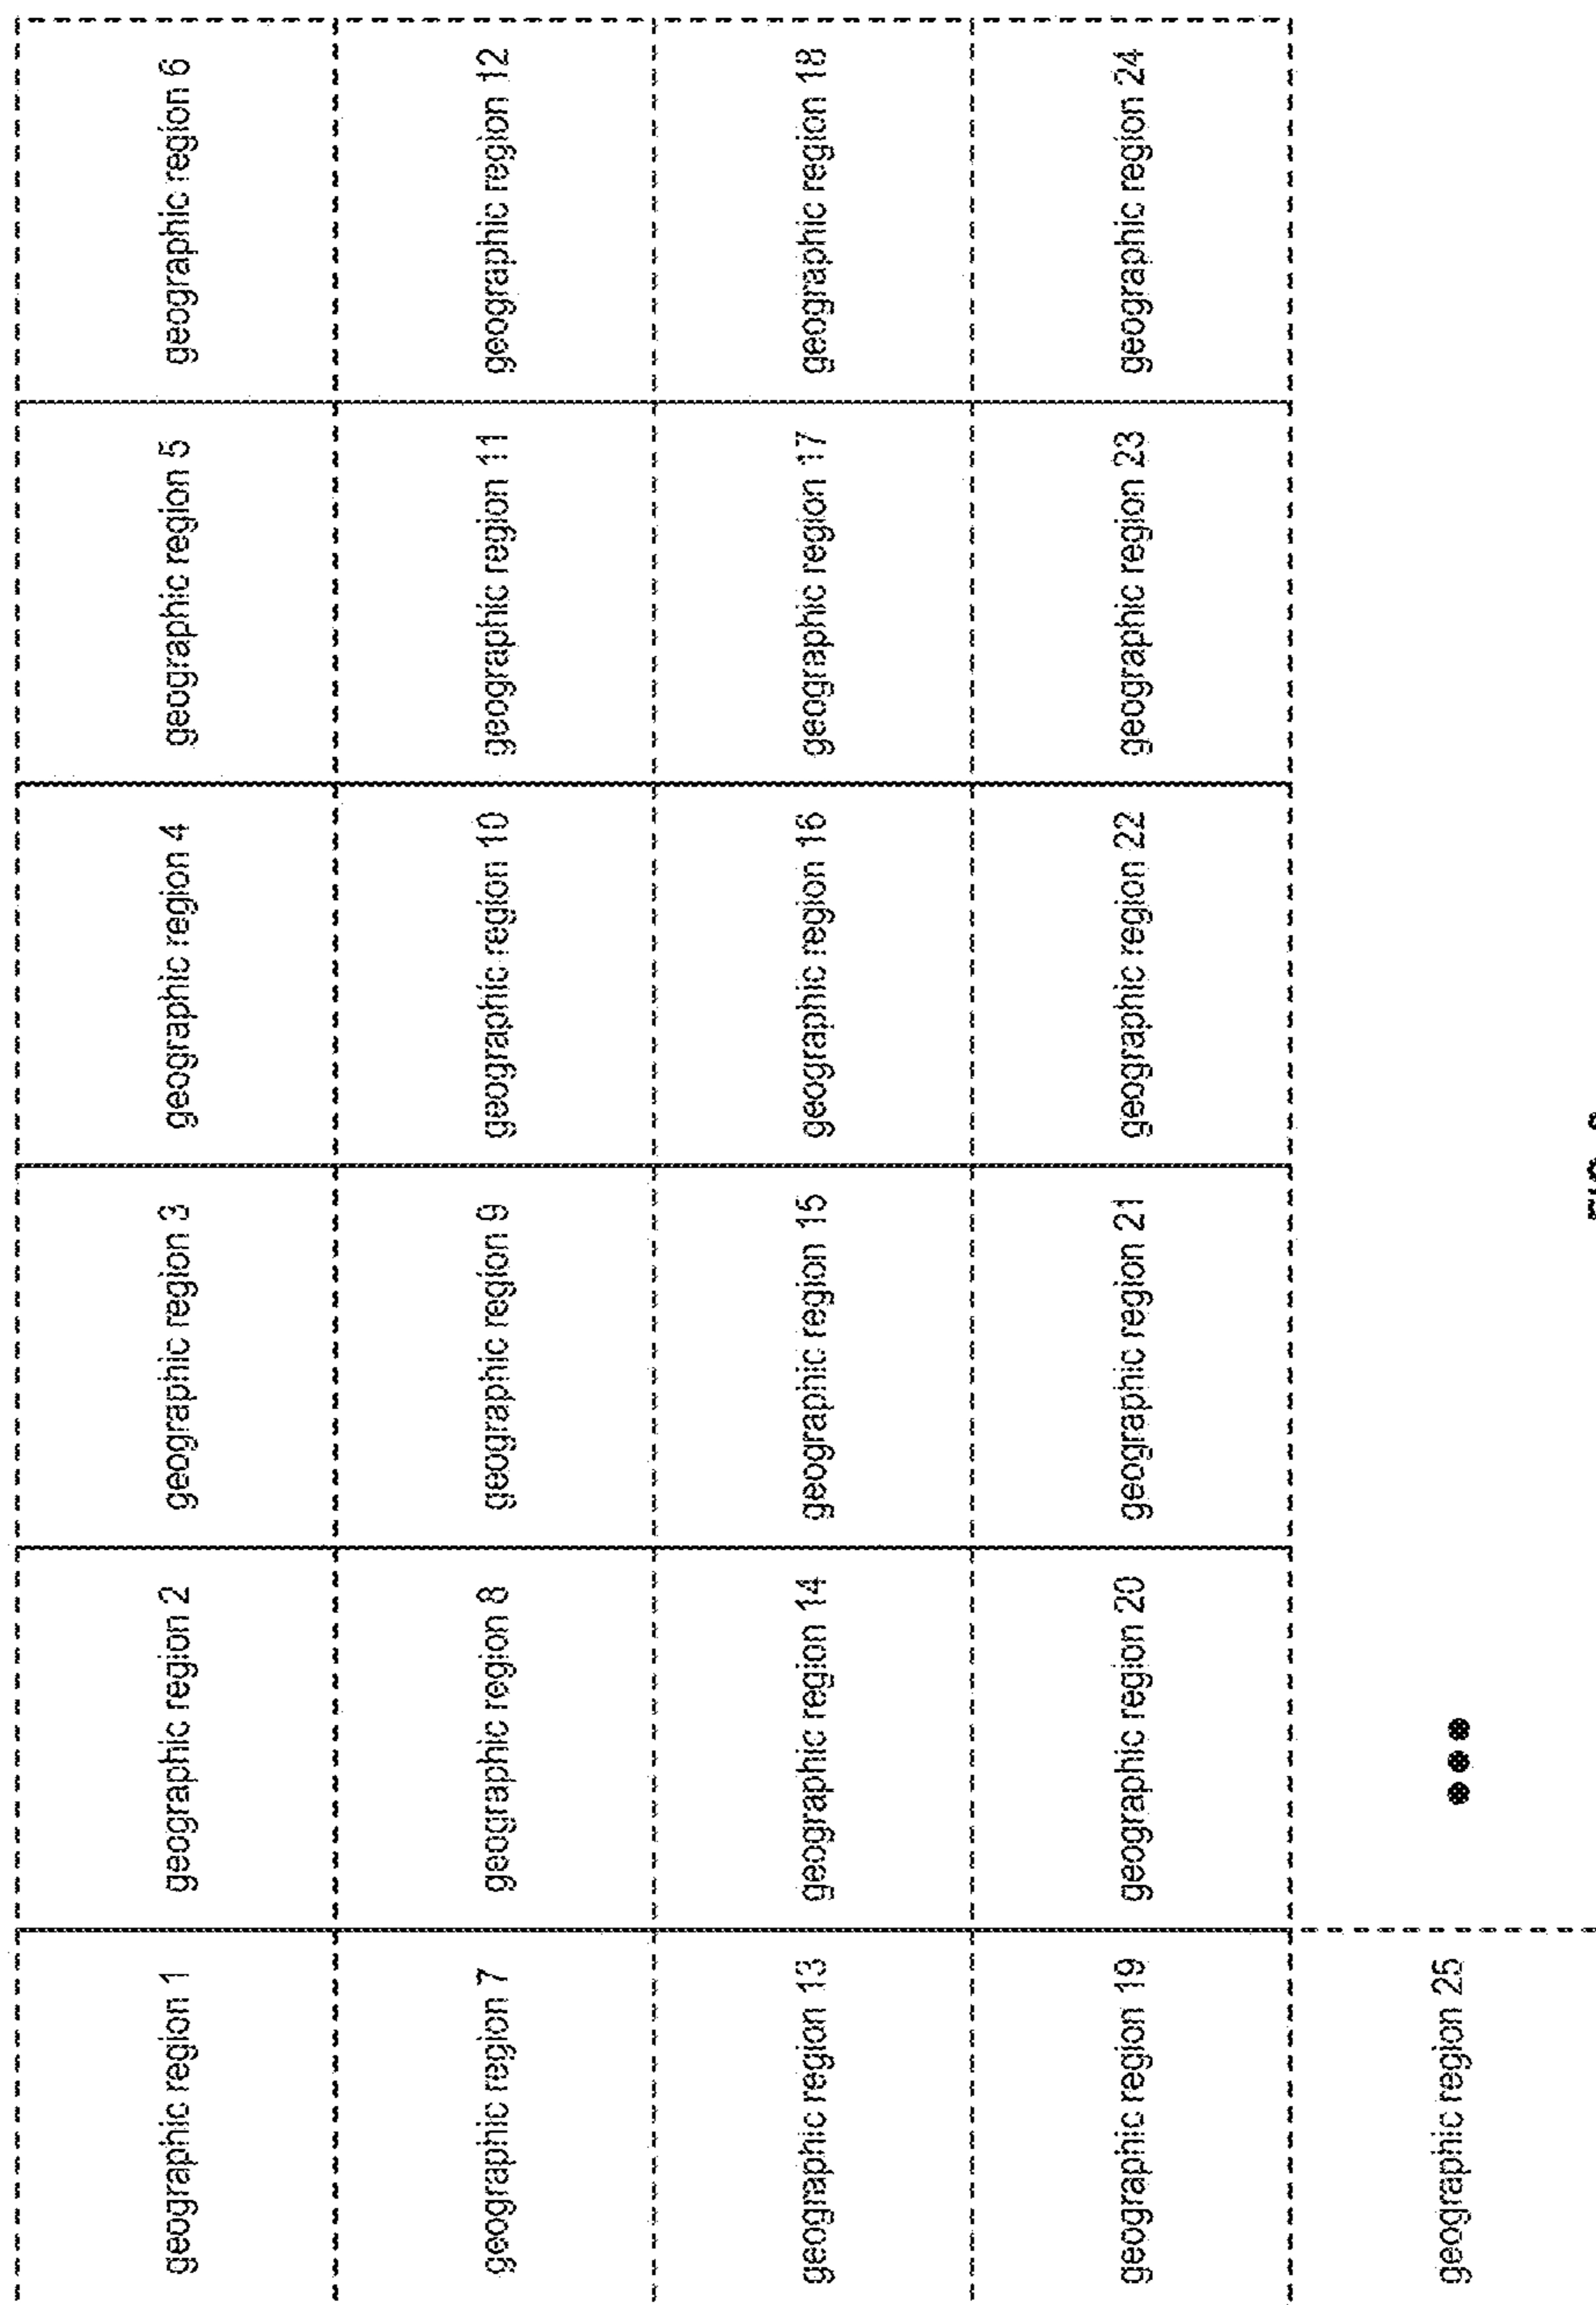 geographic region 1
geographic region 2
geographic region 3
geographic region 4
geographic region 5
geographic region 6
geographic region 7
geographic region 8
geographic region 9
geographic region 10
geographic region 11
geographic region 12
geographic region 13
geographic region 14
geographic region 15
geographic region 16
geographic region 17
geographic region 18
geographic region 19
geographic region 20
geographic region 21
geographic region 22
geographic region 23
geographic region 24
geographic region 25